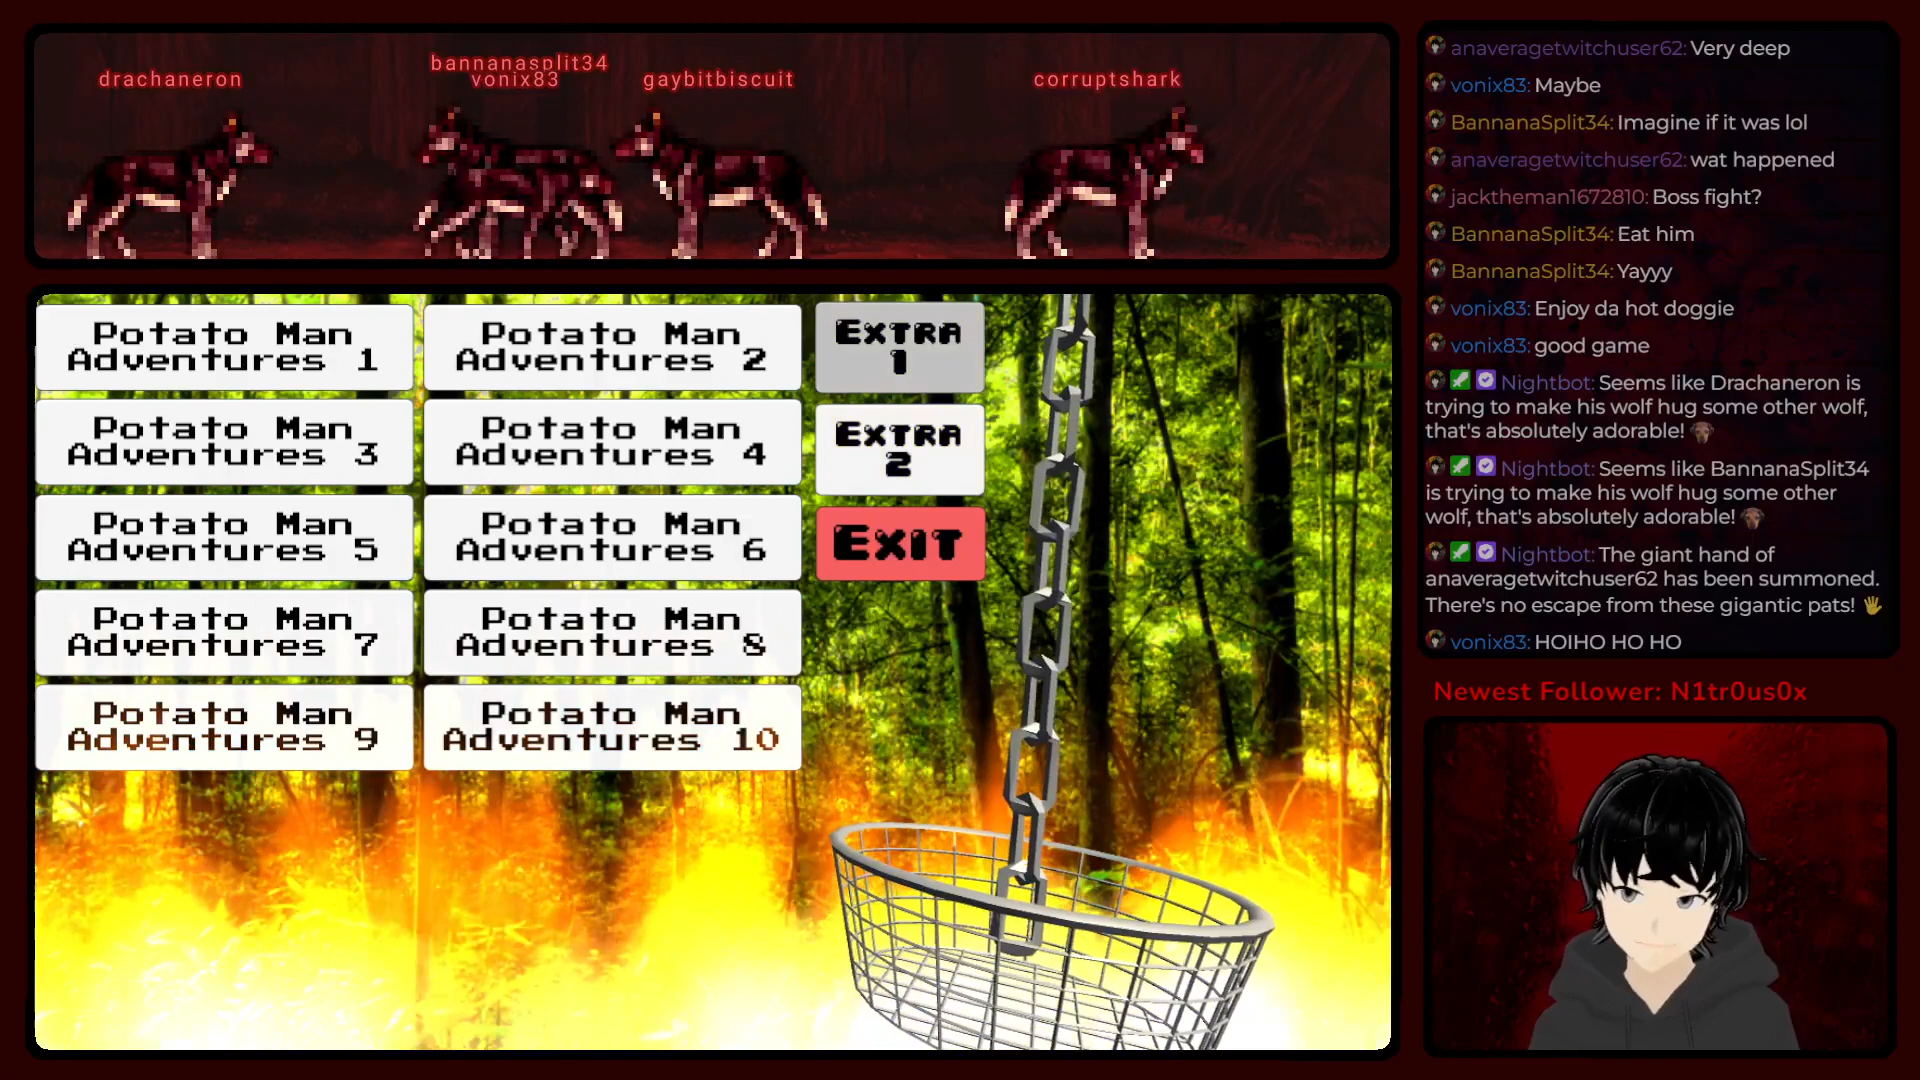 drachaneron
bannanasplit34
vonix83
gaybitbiscuit
corruptshark
Potato Man
Adventures 1
Potato Man
Adventures 2
Extra
1
Potato Man
Adventures 3
Potato Man
Adventures 4
Extra
2
Potato Man
Adventures 5
Potato Man
Adventures 6
Exit
Potato Man
Adventures 7
Potato Man
Adventures 8
Potato Man
Adventures 9
Potato Man
Adventures 10
anaveragetwitchuser62: Very deep
vonix83: Maybe
BannanaSplit34: Imagine if it was lol
anaveragetwitchuser62: wat happened
jacktheman1672810: Boss fight?
BannanaSplit34: Eat him
BannanaSplit34: Yayyy
vonix83: Enjoy da hot doggie
vonix83: good game
Nightbot: Seems like Drachaneron is
trying to make his wolf hug some other wolf,
that's absolutely adorable!
Nightbot: Seems like BannanaSplit34
is trying to make his wolf hug some other
wolf, that's absolutely adorable!
Nightbot: The giant hand of
anaveragetwitchuser62 has been summoned.
There's no escape from these gigantic pats! 🖐
vonix83: HOIHO HO HO
Newest Follower: N1tr0us0x